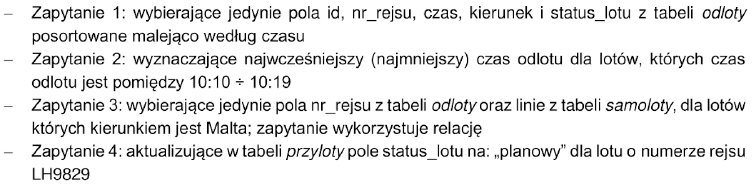 – Zapytanie 1: wybierające jedynie pola id, nr_rejsu, czas, kierunek i status_lotu z tabeli odloty
posortowane malejąco według czasu
– Zapytanie 2: wyznaczające najwcześniejszy (najmniejszy) czas odlotu dla lotów, których czas
odlotu jest pomiędzy 10:10 ÷ 10:19
– Zapytanie 3: wybierające jedynie pola nr_rejsu z tabeli odloty oraz linie z tabeli samoloty, dla lotów
których kierunkiem jest Malta; zapytanie wykorzystuje relację
– Zapytanie 4: aktualizujące w tabeli przyloty pole status_lotu na: „planowy” dla lotu o numerze rejsu
LH9829